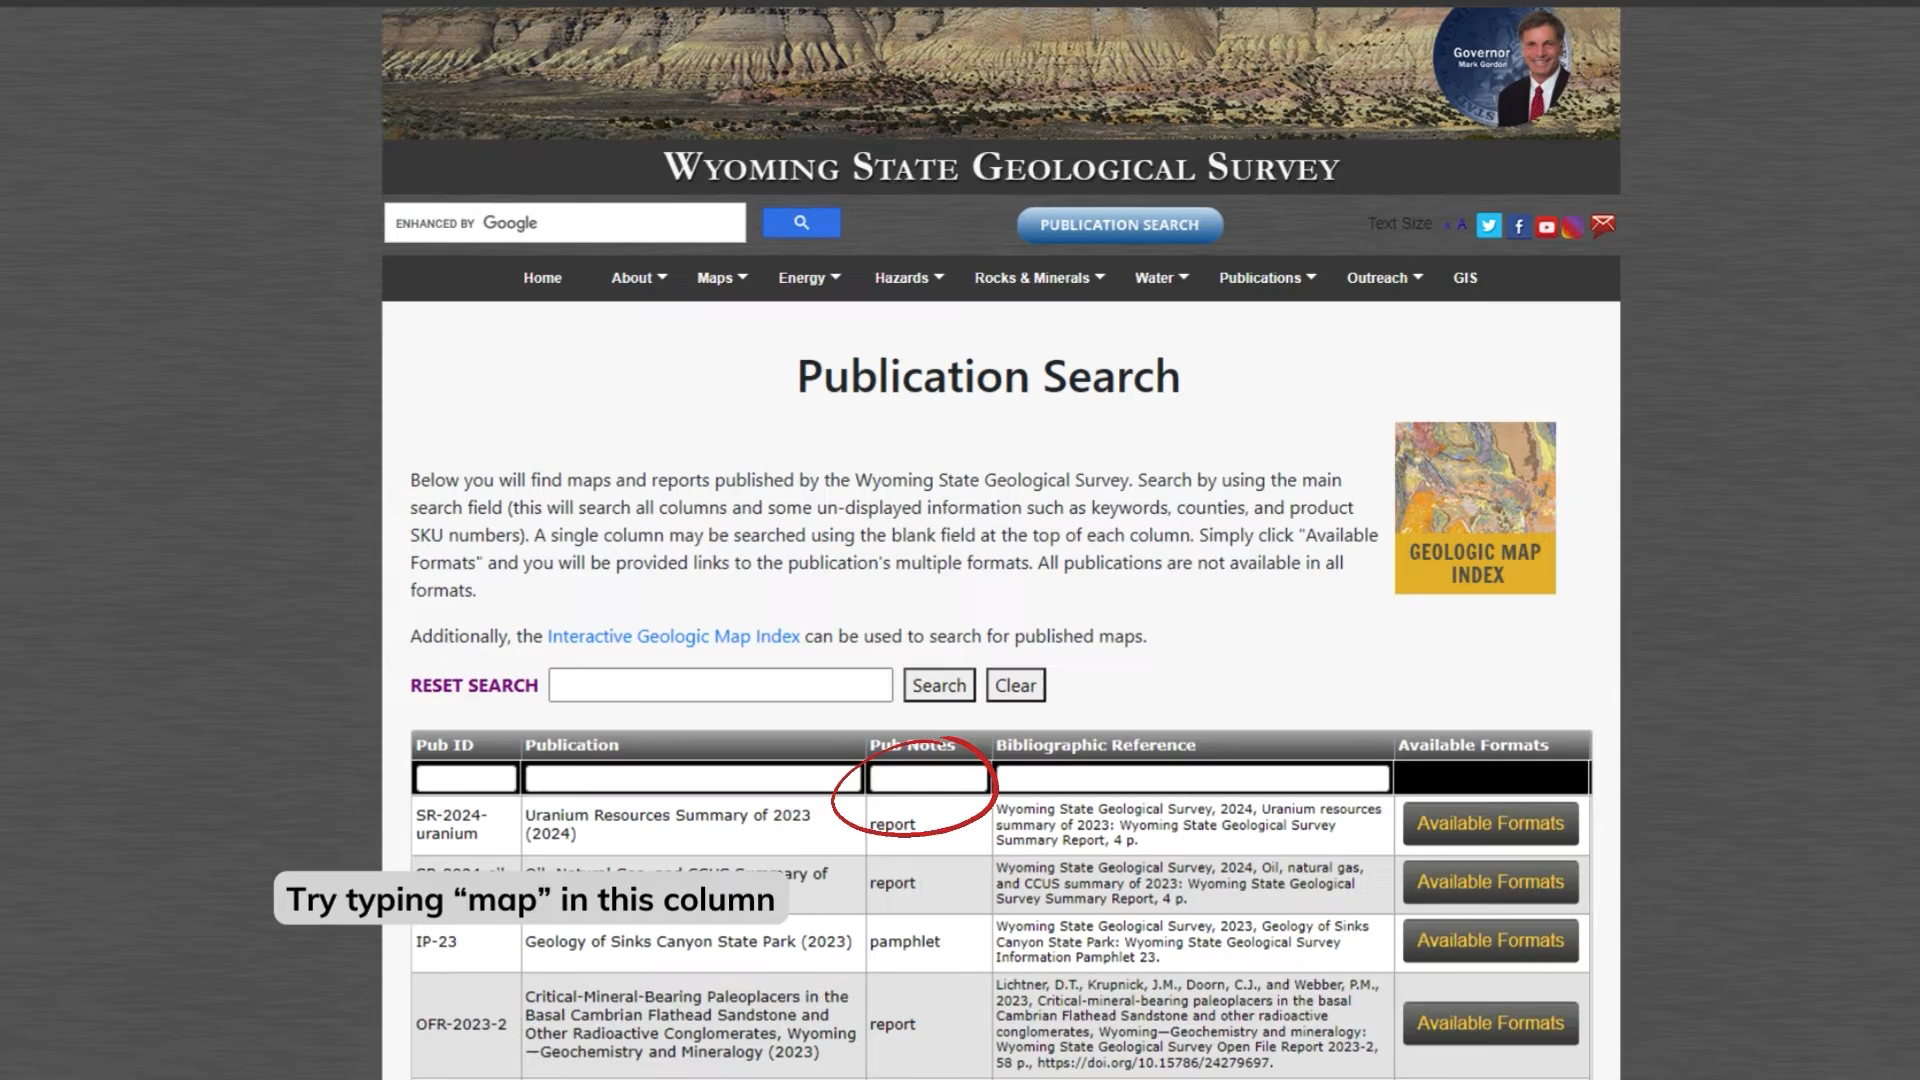 Governor
Mark Gordon
WYOMING STATE GEOLOGICAL SURVEY
ENHANCED BY Google
PUBLICATION SEARCH
Text Size A A
Home About Maps Energy Hazards Rocks & Minerals Water Publications Outreach GIS
Publication Search
Below you will find maps and reports published by the Wyoming State Geological Survey. Search by using the main
search field (this will search all columns and some un-displayed information such as keywords, counties, and product
SKU numbers). A single column may be searched using the blank field at the top of each column. Simply click "Available
Formats" and you will be provided links to the publication's multiple formats. All publications are not available in all
formats.
GEOLOGIC MAP
INDEX
Additionally, the Interactive Geologic Map Index can be used to search for published maps.
RESET SEARCH Search Clear
Pub ID Publication Pub Notes Bibliographic Reference Available Formats
SR-2024-
uranium
Uranium Resources Summary of 2023
(2024)
report
Wyoming State Geological Survey, 2024, Uranium resources
summary of 2023: Wyoming State Geological Survey
Summary Report, 4 p.
Available Formats
report
Wyoming State Geological Survey, 2024, Oil, natural gas,
and CCUS summary of 2023: Wyoming State Geological
Survey Summary Report, 4 p.
Available Formats
Try typing “map” in this column
IP-23
Geology of Sinks Canyon State Park (2023)
pamphlet
Wyoming State Geological Survey, 2023, Geology of Sinks
Canyon State Park: Wyoming State Geological Survey
Information Pamphlet 23.
Available Formats
OFR-2023-2
Critical-Mineral-Bearing Paleoplacers in the
Basal Cambrian Flathead Sandstone and
Other Radioactive Conglomerates, Wyoming
—Geochemistry and Mineralogy (2023)
report
Lichtner, D.T., Krupnick, J.M., Doorn, C.J., and Webber, P.M.,
2023, Critical-mineral-bearing paleoplacers in the basal
Cambrian Flathead Sandstone and other radioactive
conglomerates, Wyoming—Geochemistry and mineralogy:
Wyoming State Geological Survey Open File Report 2023-2,
58 p., https://doi.org/10.15786/24279697.
Available Formats